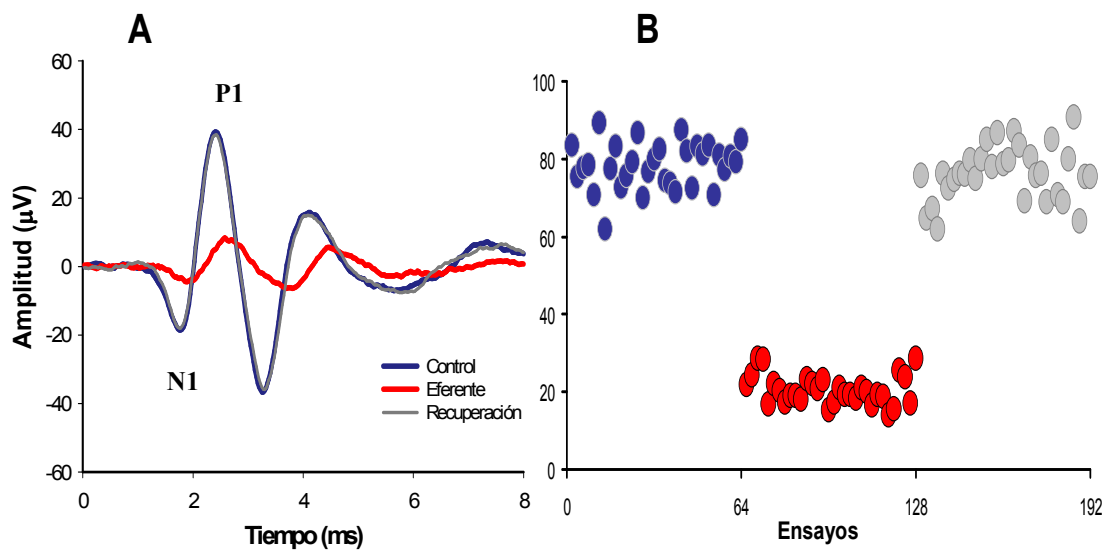 A
60
40
20
0
-20
-40
-60
Amplitud (µV)
P1
N1
Control
Eferente
Recuperación
0 2 4 6 8
Tiempo (ms)
B
100
80
60
40
20
0
0 64 128 192
Ensayos